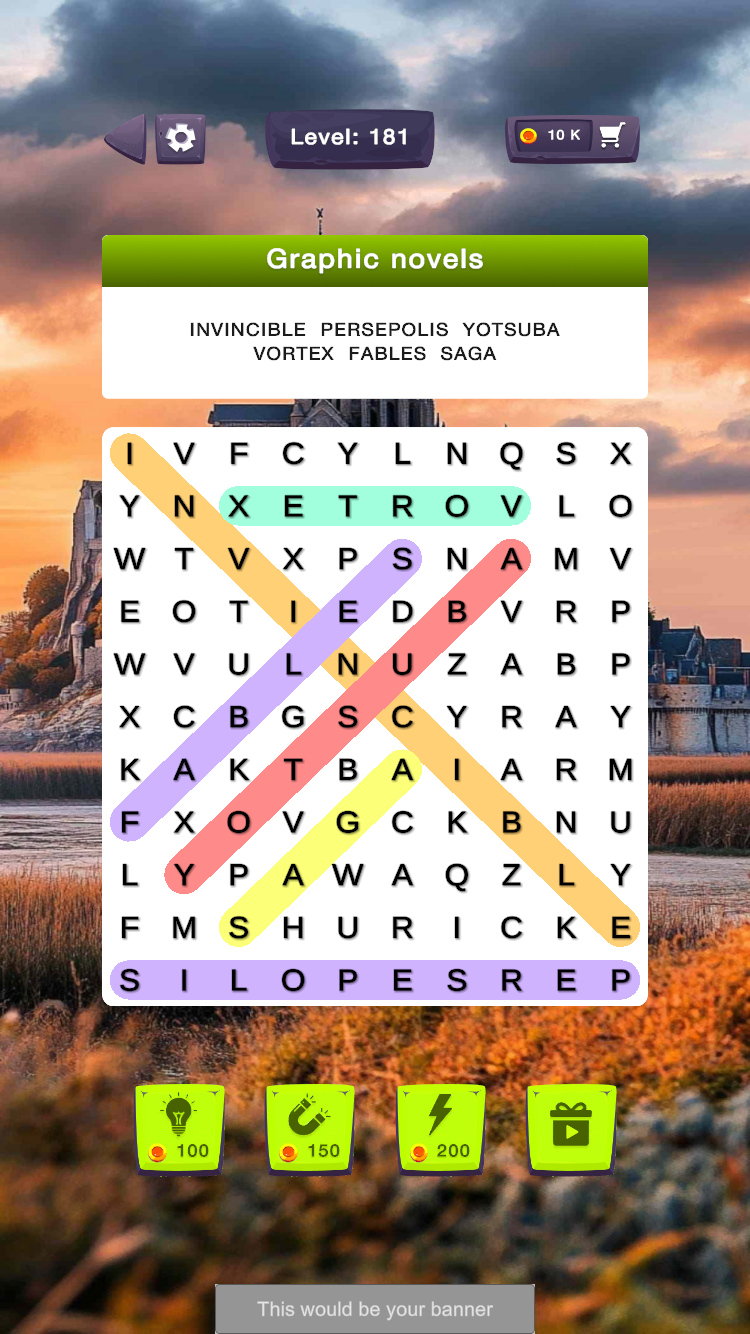 Level: 181
10 K
Graphic novels
INVINCIBLE PERSEPOLIS YOTSUBA
VORTEX FABLES SAGA
I V F C Y L N Q S X
Y N X E T R O V L O
W T V X P S N A M V
E O T I E D B V R P
W V U L N U Z A B P
X C B G S C Y R A Y
K A K T B A I A R M
F X O V G C K B N U
L Y P A W A Q Z L Y
F M S H U R I C K E
S I L O P E S R E P
100
150
200
This would be your banner